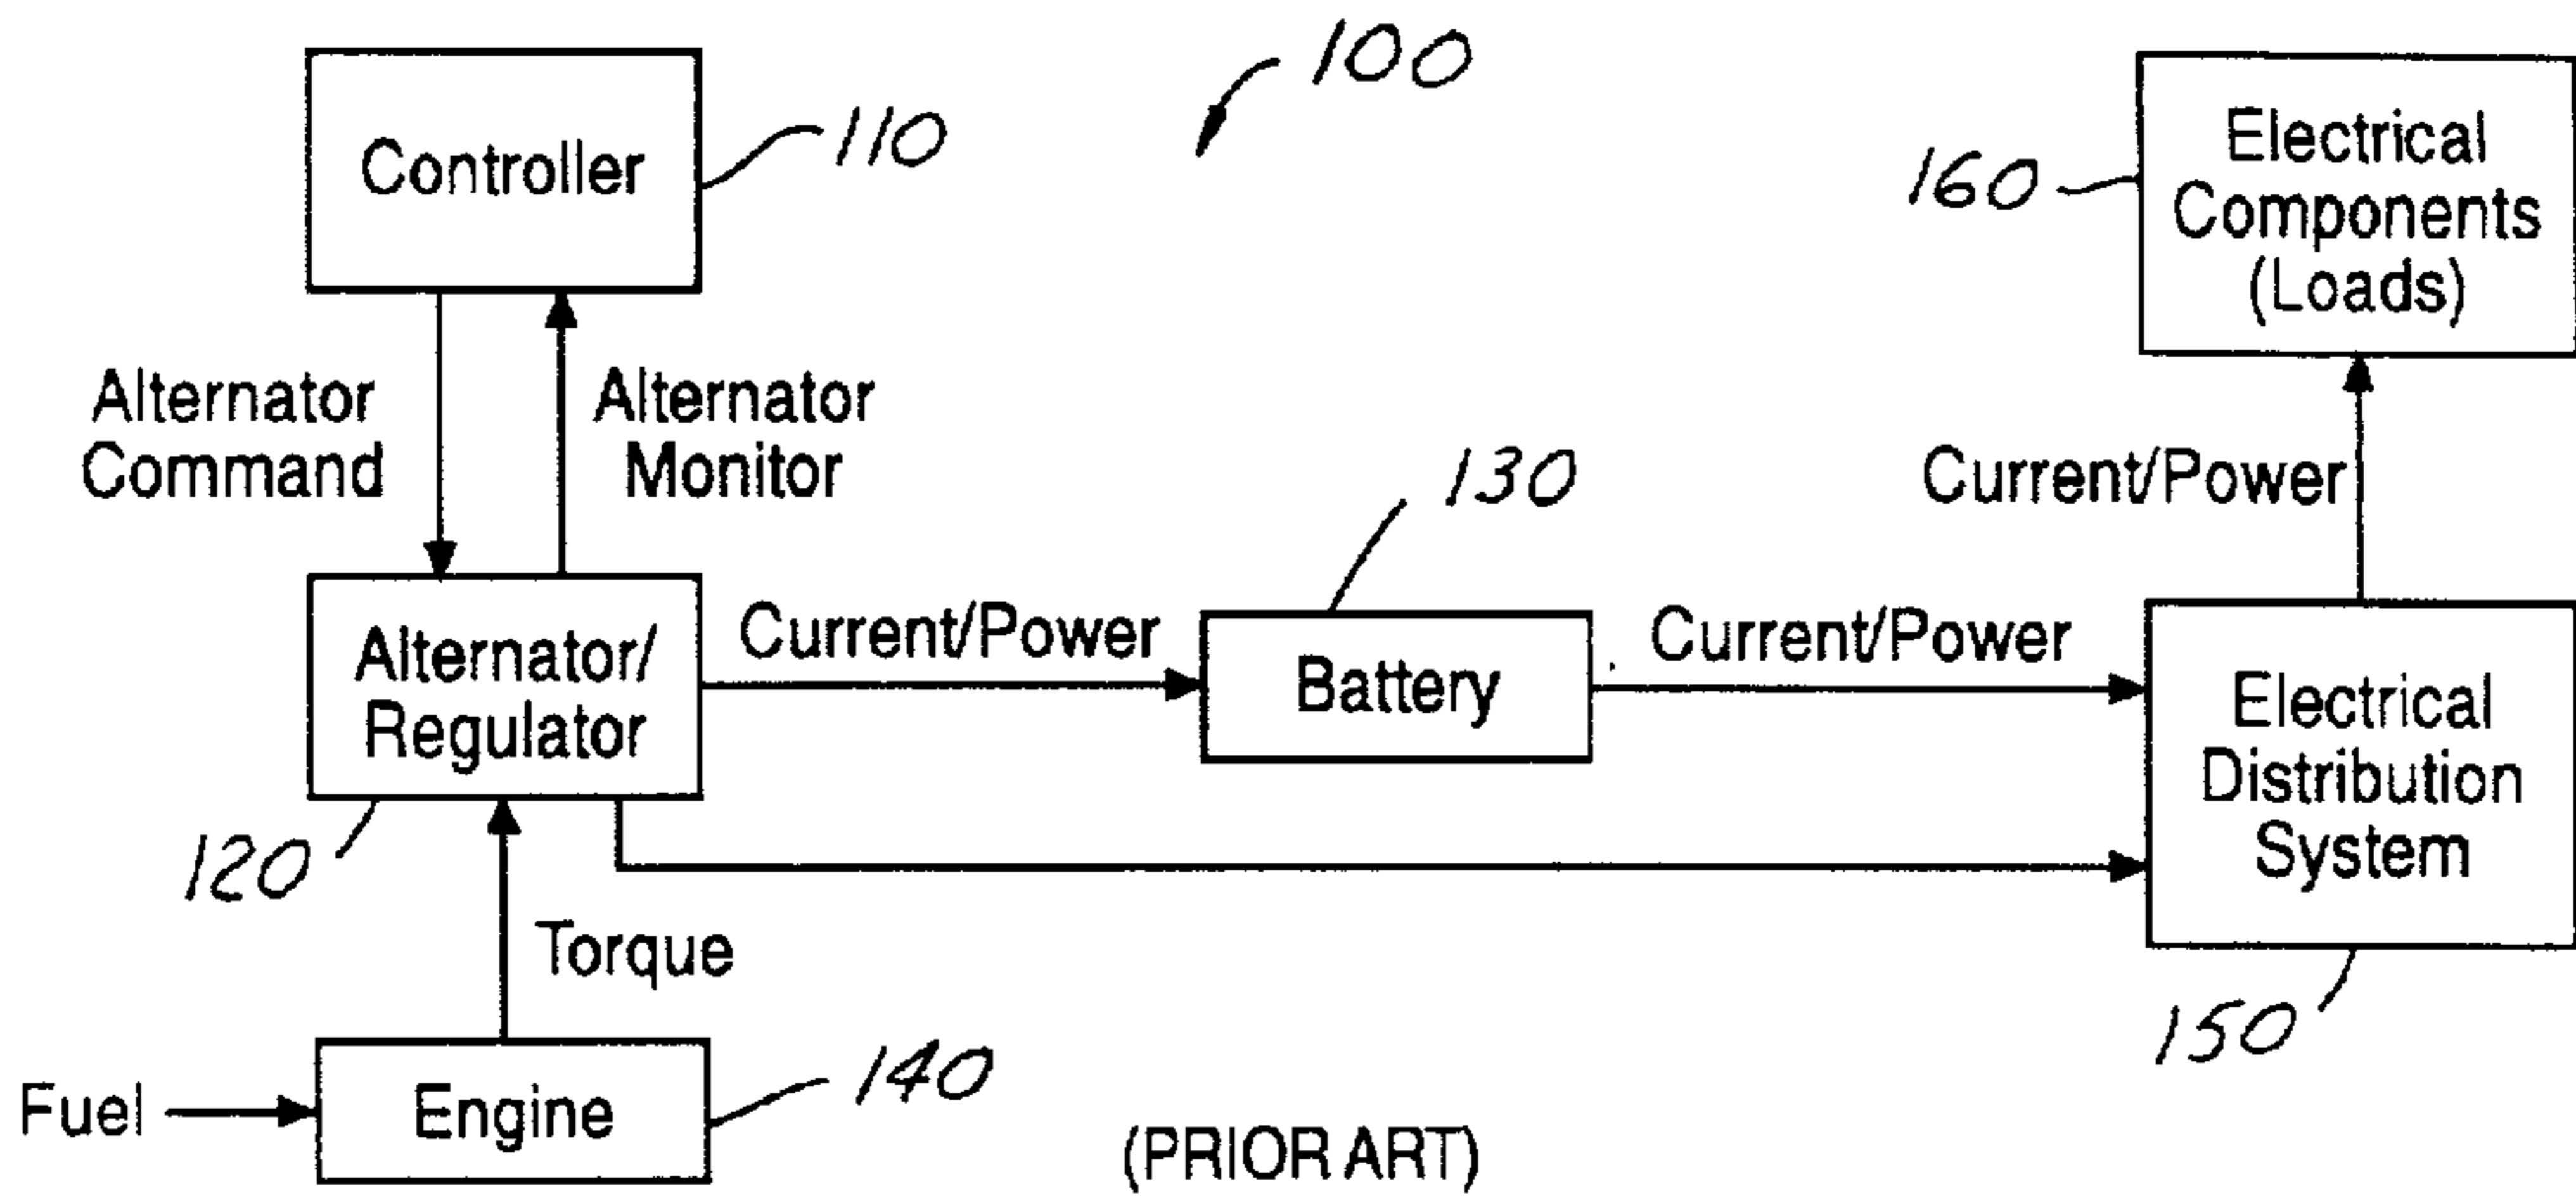 100
Controller
110
Electrical
Components
(Loads)
160
Alternator
Command
Alternator
Monitor
Current/Power
130
Alternator/
Regulator
120
Current/Power
Battery
Current/Power
Electrical
Distribution
System
150
Torque
Fuel
Engine
140
(PRIOR ART)